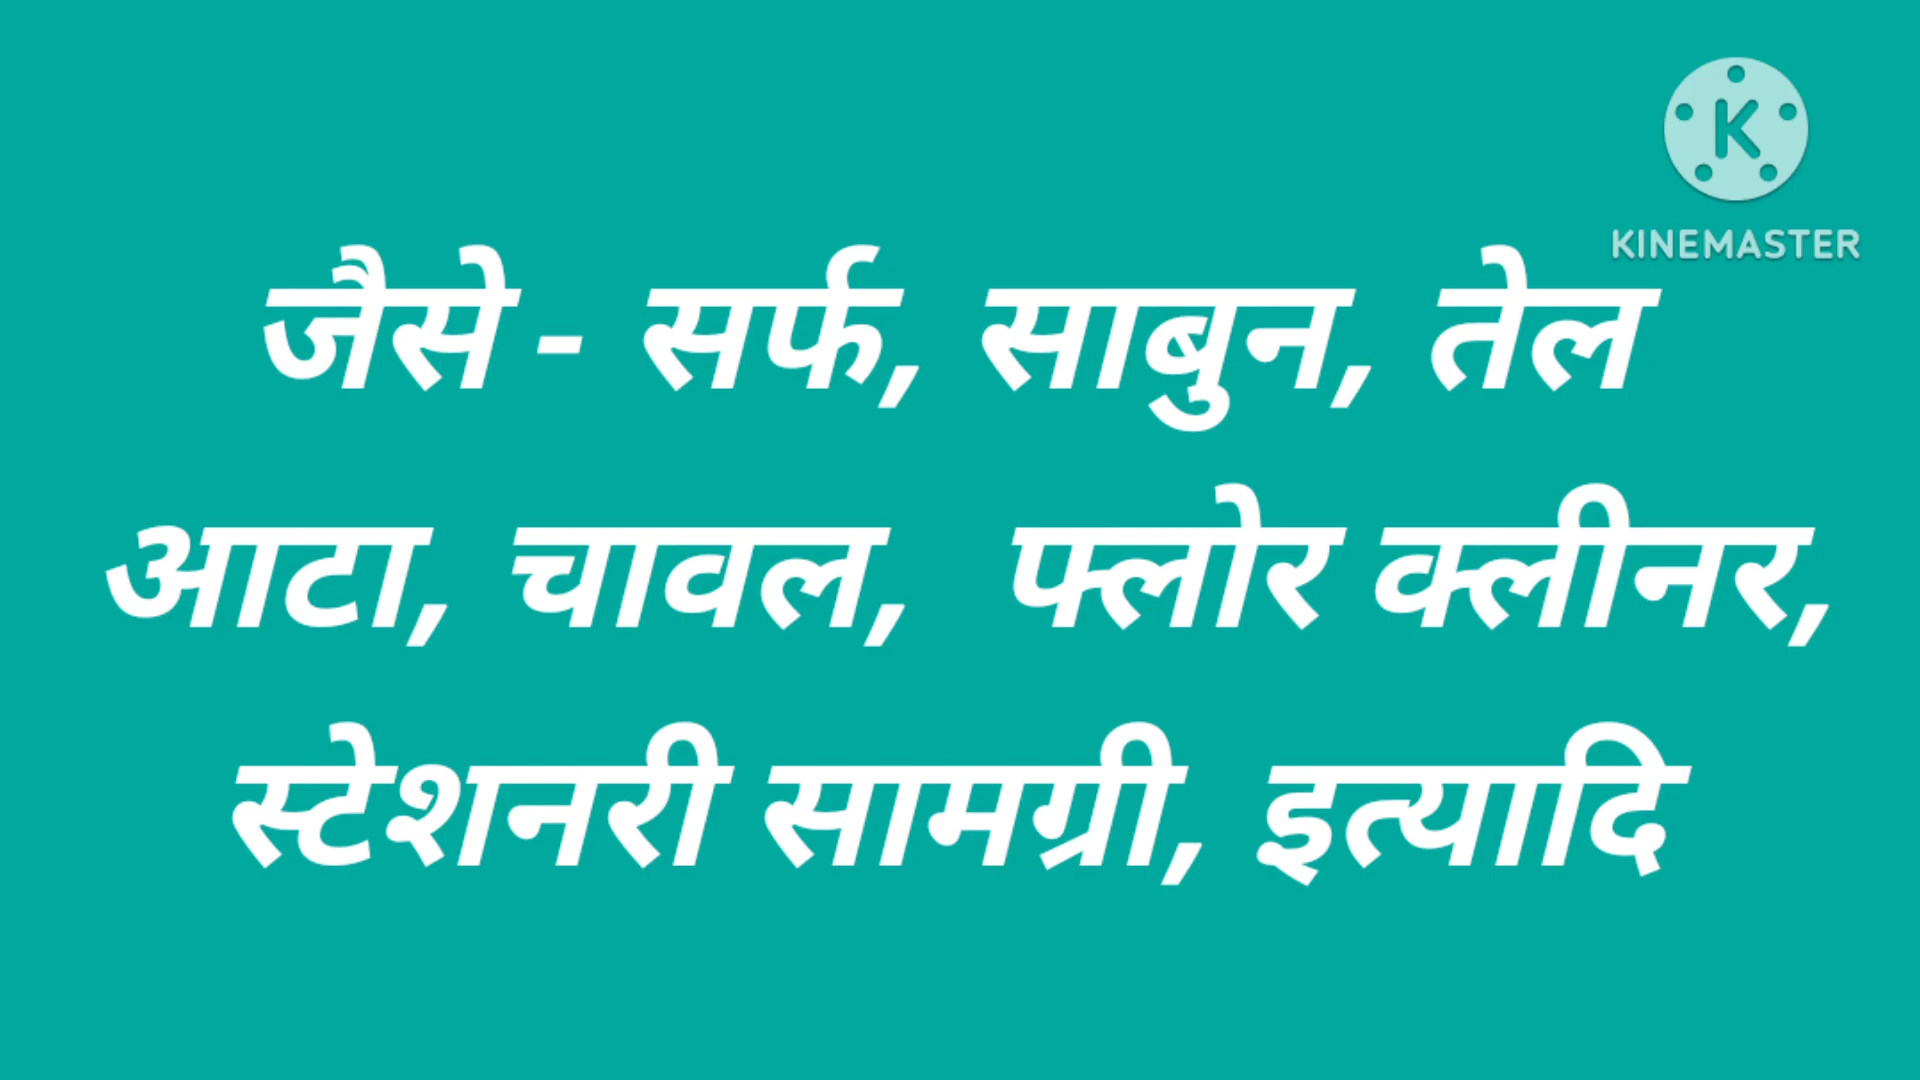 K
KINEMASTER
जैसे - सर्फ, साबुन, तेल
आटा, चावल, फ्लोर क्लीनर,
स्टेशनरी सामग्री, इत्यादि